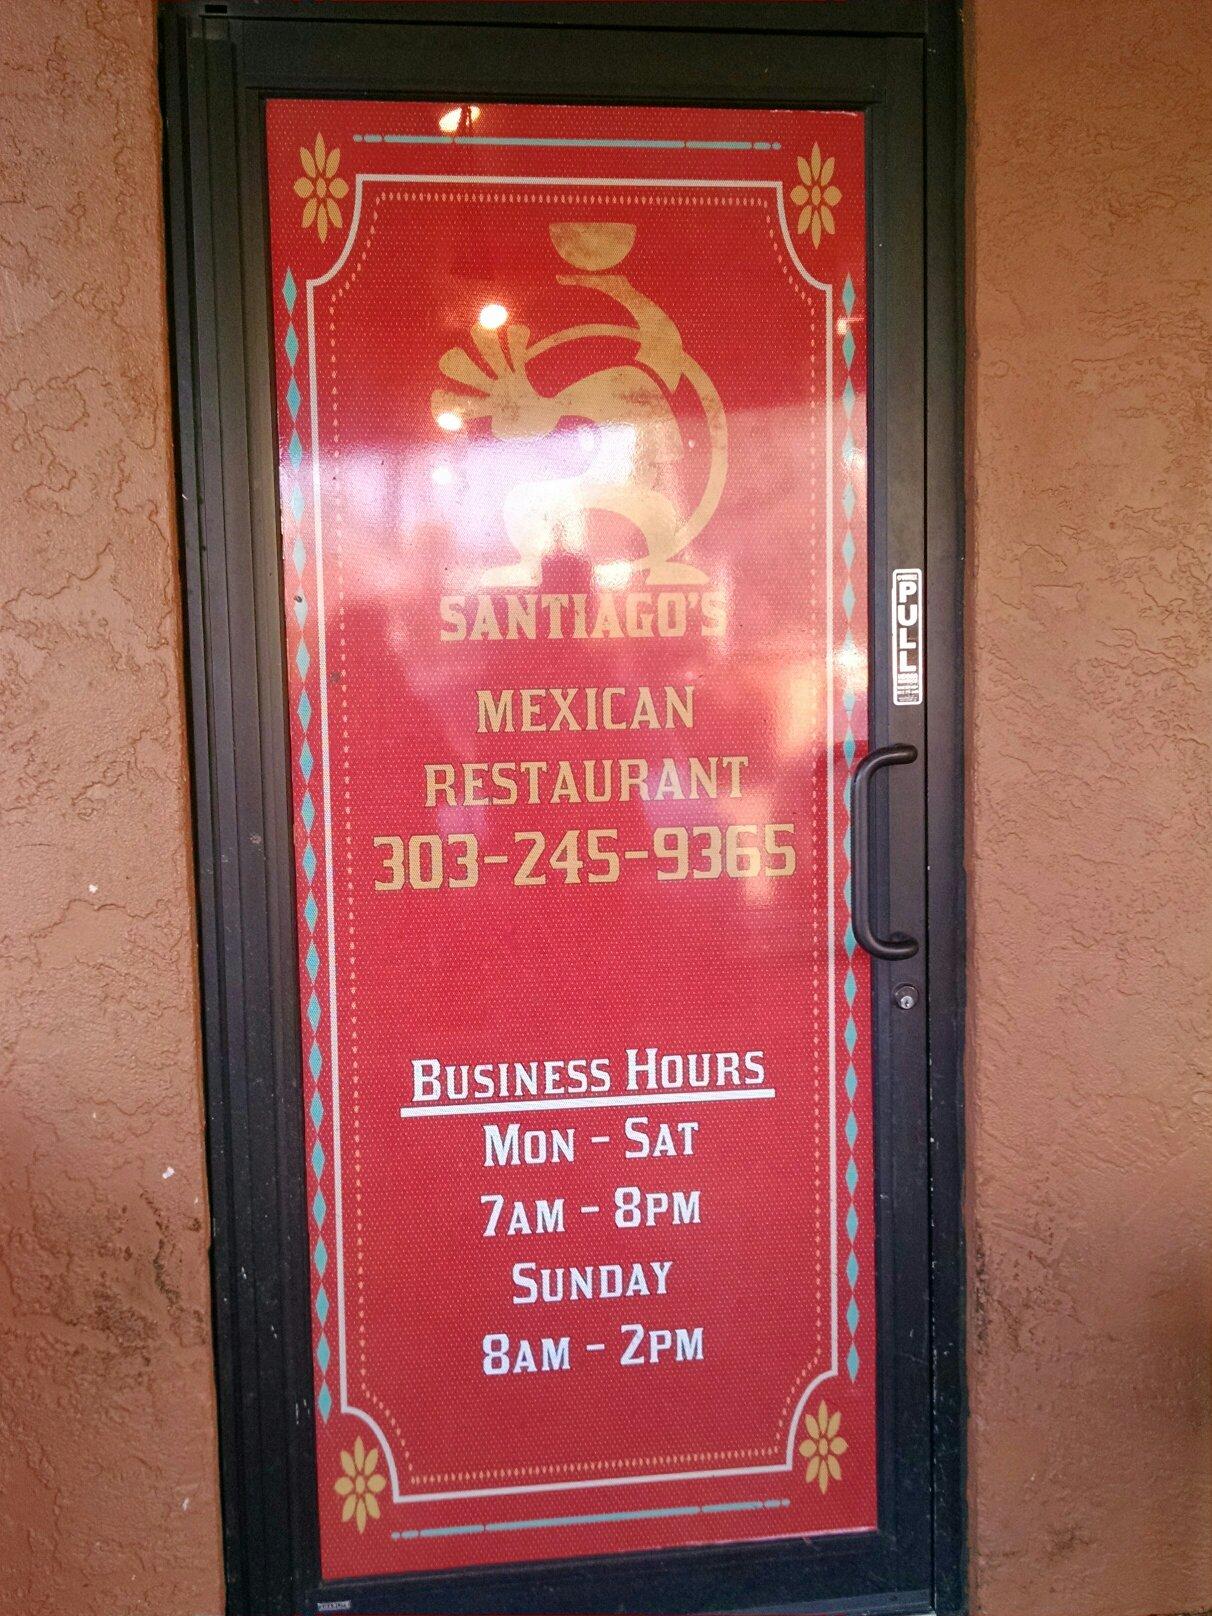 SANTIAGO'S
MEXICAN
RESTAURANT
303-245-9365
PULL
BUSINESS HOURS
MON - SAT
7AM - 8PM
SUNDAY
8AM - 2PM